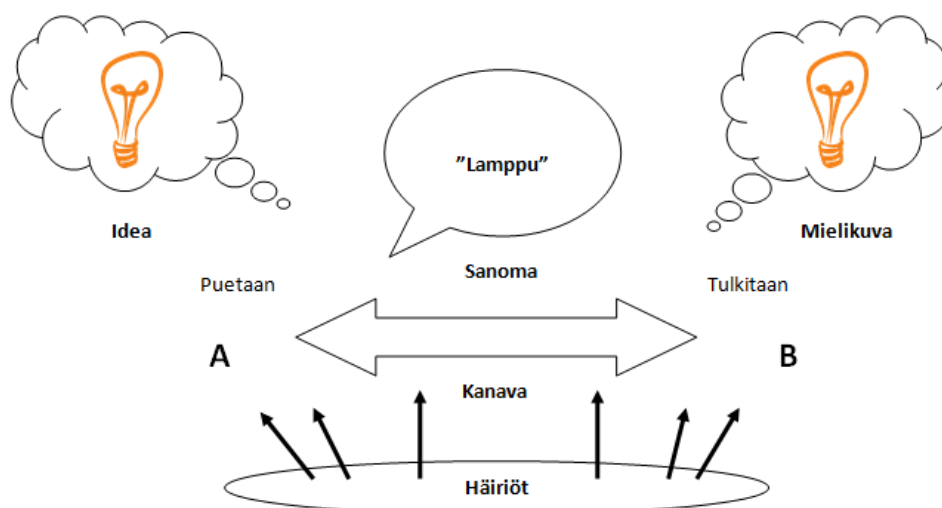 ”Lamppu”
Idea
Mielikuva
Sanoma
Puetaan
Tulkitaan
A
B
Kanava
Häiriöt